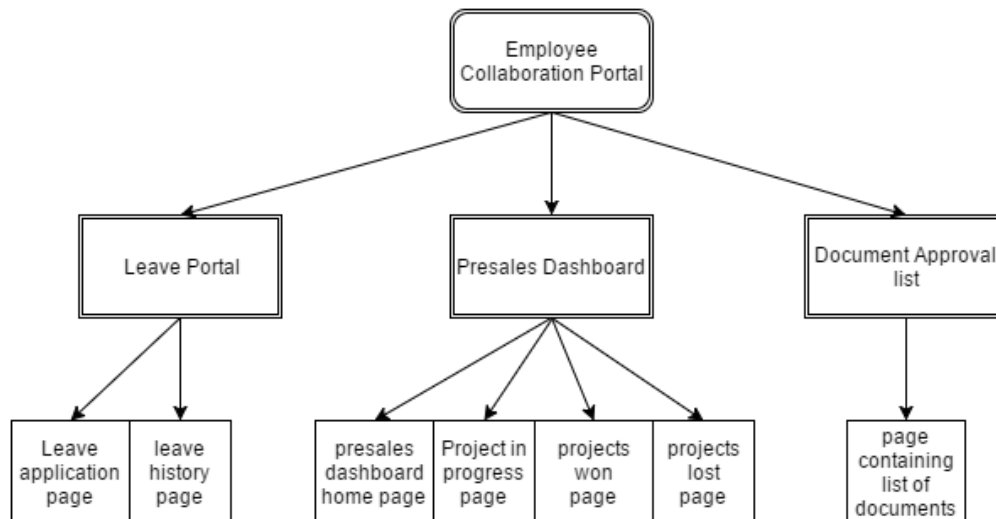 Employee
Collaboration Portal
Leave Portal
Presales Dashboard
Document Approval
list
Leave
application
page
leave
history
page
presales
dashboard
home page
Project in
progress
page
projects
won
page
projects
lost
page
page
containing
list of
documents